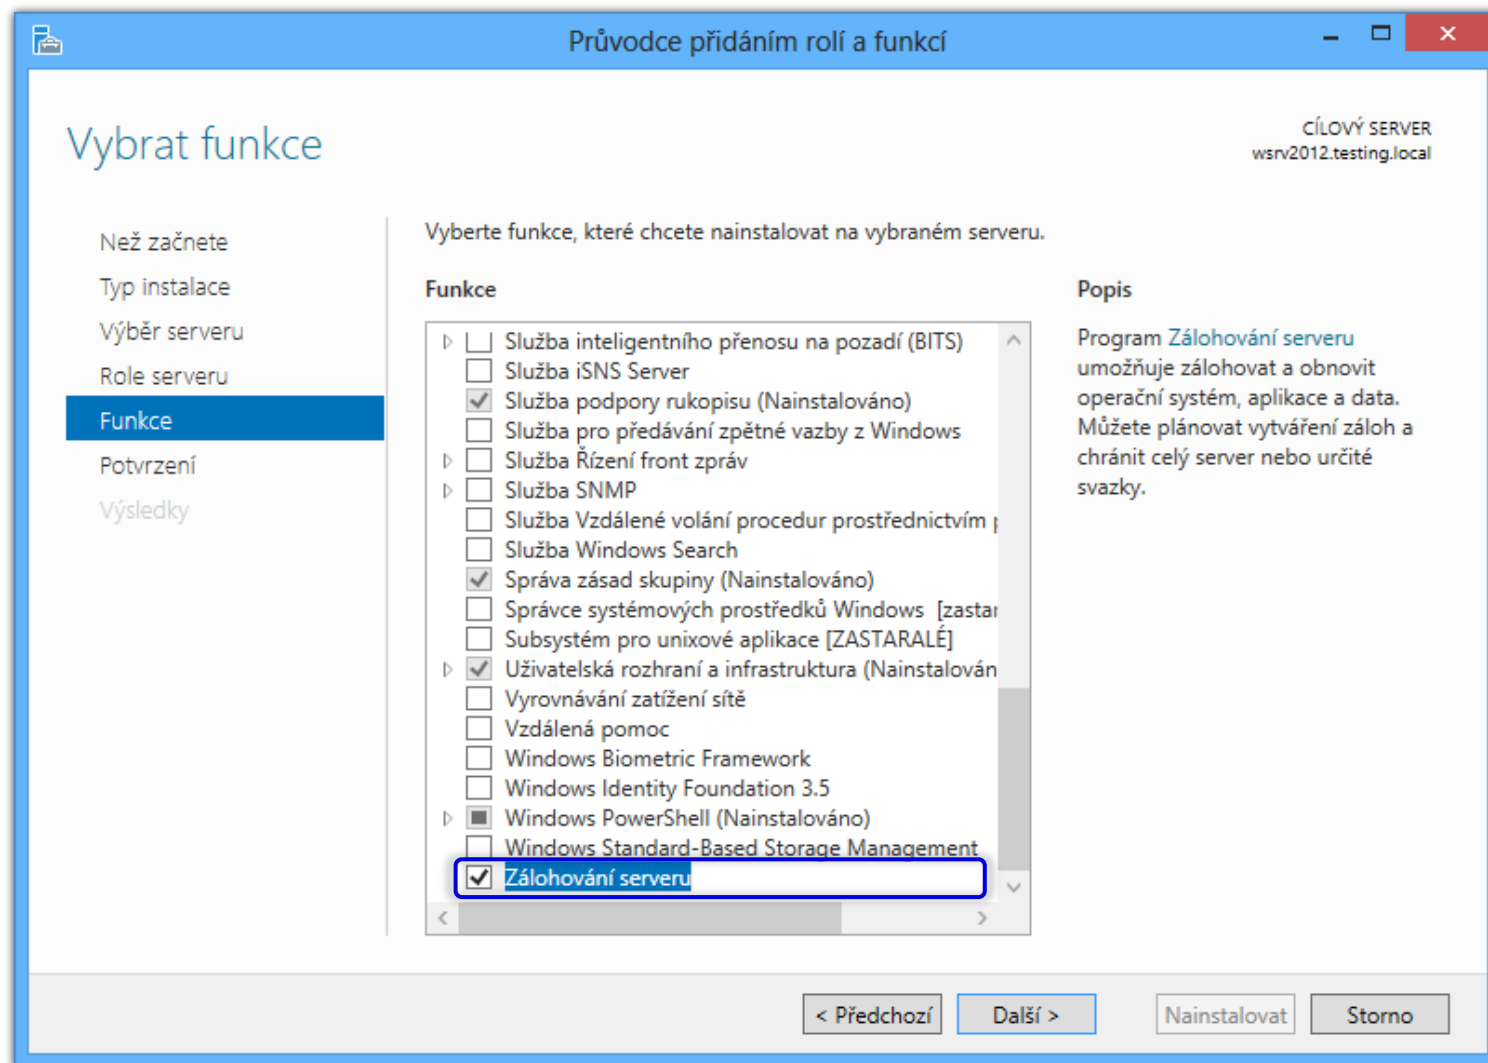 Průvodce přidáním rolí a funkcí
Vybrat funkce
CÍLOVÝ SERVER
wsrv2012.testing.local
Než začnete
Typ instalace
Výběr serveru
Role serveru
Funkce
Potvrzení
Výsledky
Vyberte funkce, které chcete nainstalovat na vybraném serveru.
Funkce
Služba inteligentního přenosu na pozadí (BITS)
Služba iSNS Server
Služba podpory rukopisu (Nainstalováno)
Služba pro předávání zpětné vazby z Windows
Služba Řízení front zpráv
Služba SNMP
Služba Vzdálené volání procedur prostřednictvím
Služba Windows Search
Správa zásad skupiny (Nainstalováno)
Správce systémových prostředků Windows [zastar
Subsystém pro unixové aplikace [ZASTARALÉ]
Uživatelská rozhraní a infrastruktura (Nainstalován
Vyrovnávání zatížení sítě
Vzdálená pomoc
Windows Biometric Framework
Windows Identity Foundation 3.5
Windows PowerShell (Nainstalováno)
Windows Standard-Based Storage Management
Zálohování serveru
Popis
Program Zálohování serveru
umožňuje zálohovat a obnovit
operační systém, aplikace a data.
Můžete plánovat vytváření záloh a
chránit celý server nebo určité
svazky.
< Předchozí
Další >
Nainstalovat
Storno